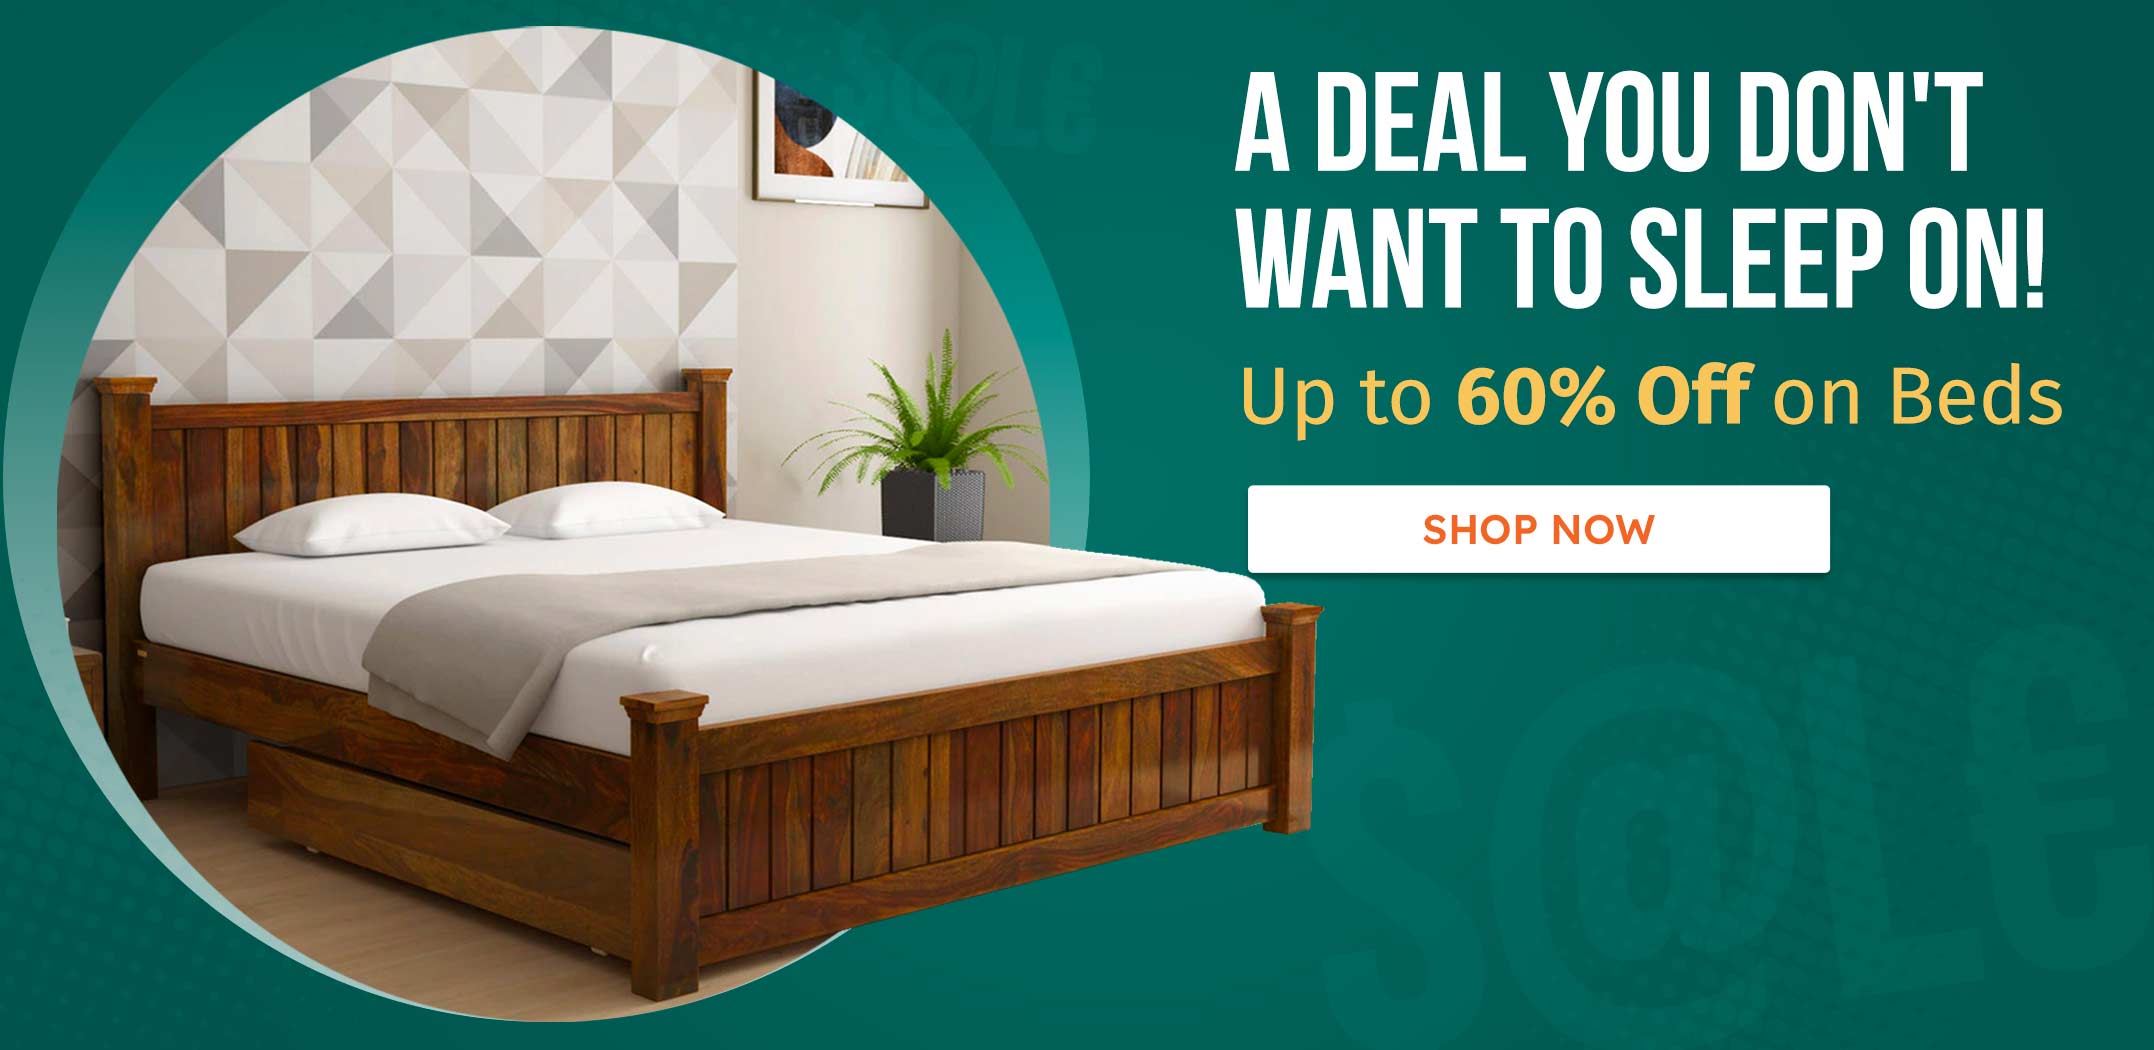 $@L€
A DEAL YOU DON'T
WANT TO SLEEP ON!
Up to 60% Off on Beds
SHOP NOW
$@L€